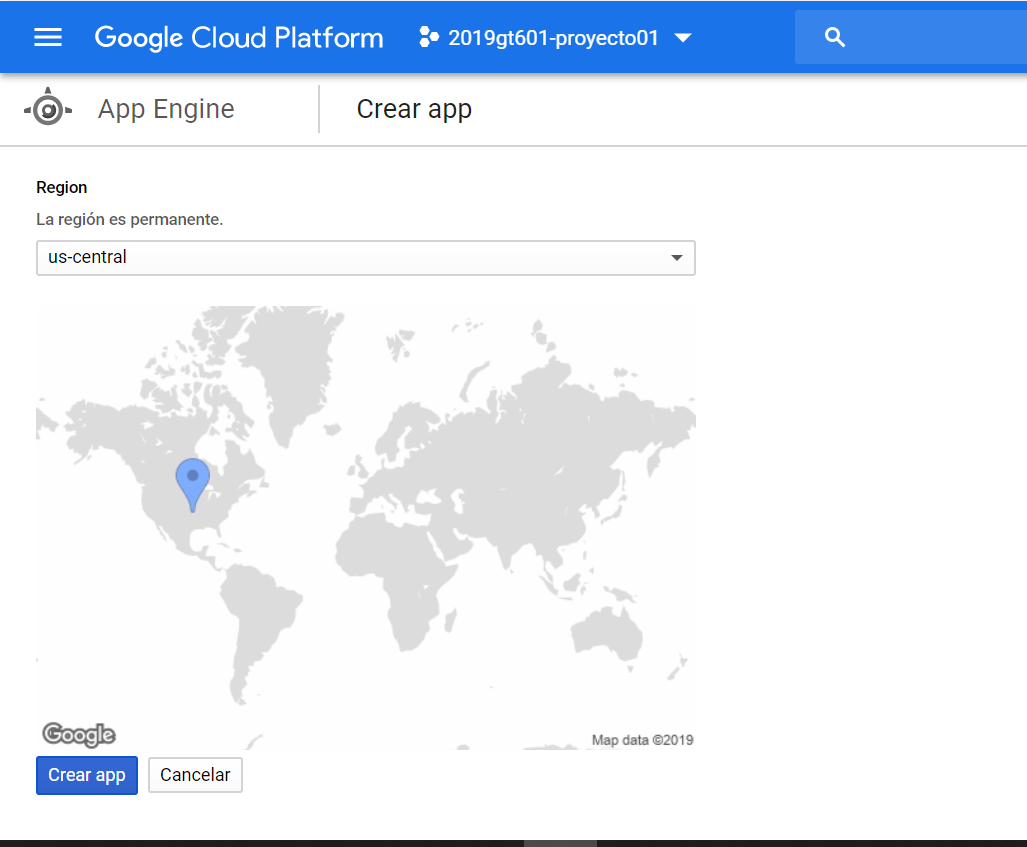 Google Cloud Platform
2019gt601-proyecto01
App Engine
Crear app
Region
La región es permanente.
us-central
Google
Map data ©2019
Crear app
Cancelar